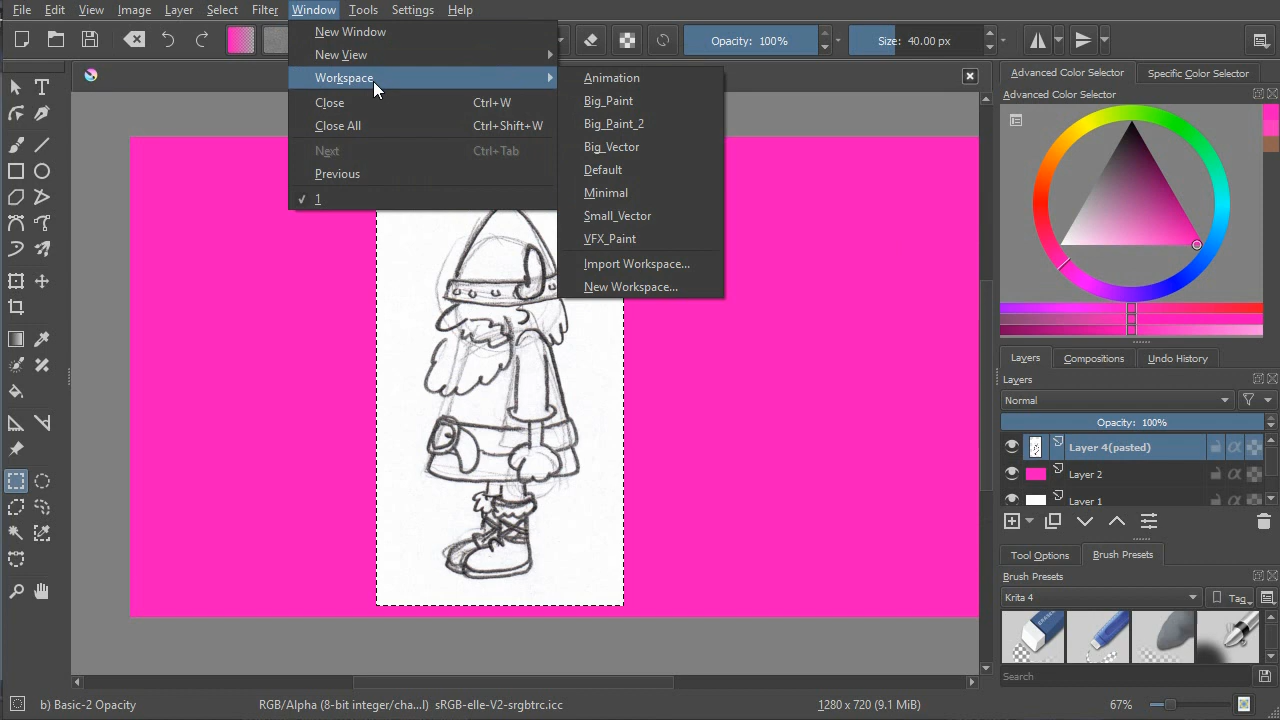 File Edit View Image Layer Select Filter Window Tools Settings Help
Opacity: 100% Size: 40.00 px
New Window
New View
Workspace
Close Ctrl+W
Close All Ctrl+Shift+W
Next Ctrl+Tab
Previous
✓ 1
Animation
Big_Paint
Big_Paint_2
Big_Vector
Default
Minimal
Small_Vector
VFX_Paint
Import Workspace...
New Workspace...
Advanced Color Selector Specific Color Selector
Advanced Color Selector
Layers Compositions Undo History
Layers
Normal
Opacity: 100%
Layer 4(pasted)
Layer 2
Layer 1
Tool Options Brush Presets
Brush Presets
Krita 4 Tag
Search
b) Basic-2 Opacity RGB/Alpha (8-bit integer/cha...l) sRGB-elle-V2-srgbtrc.icc 1280 x 720 (9.1 MiB) 67%